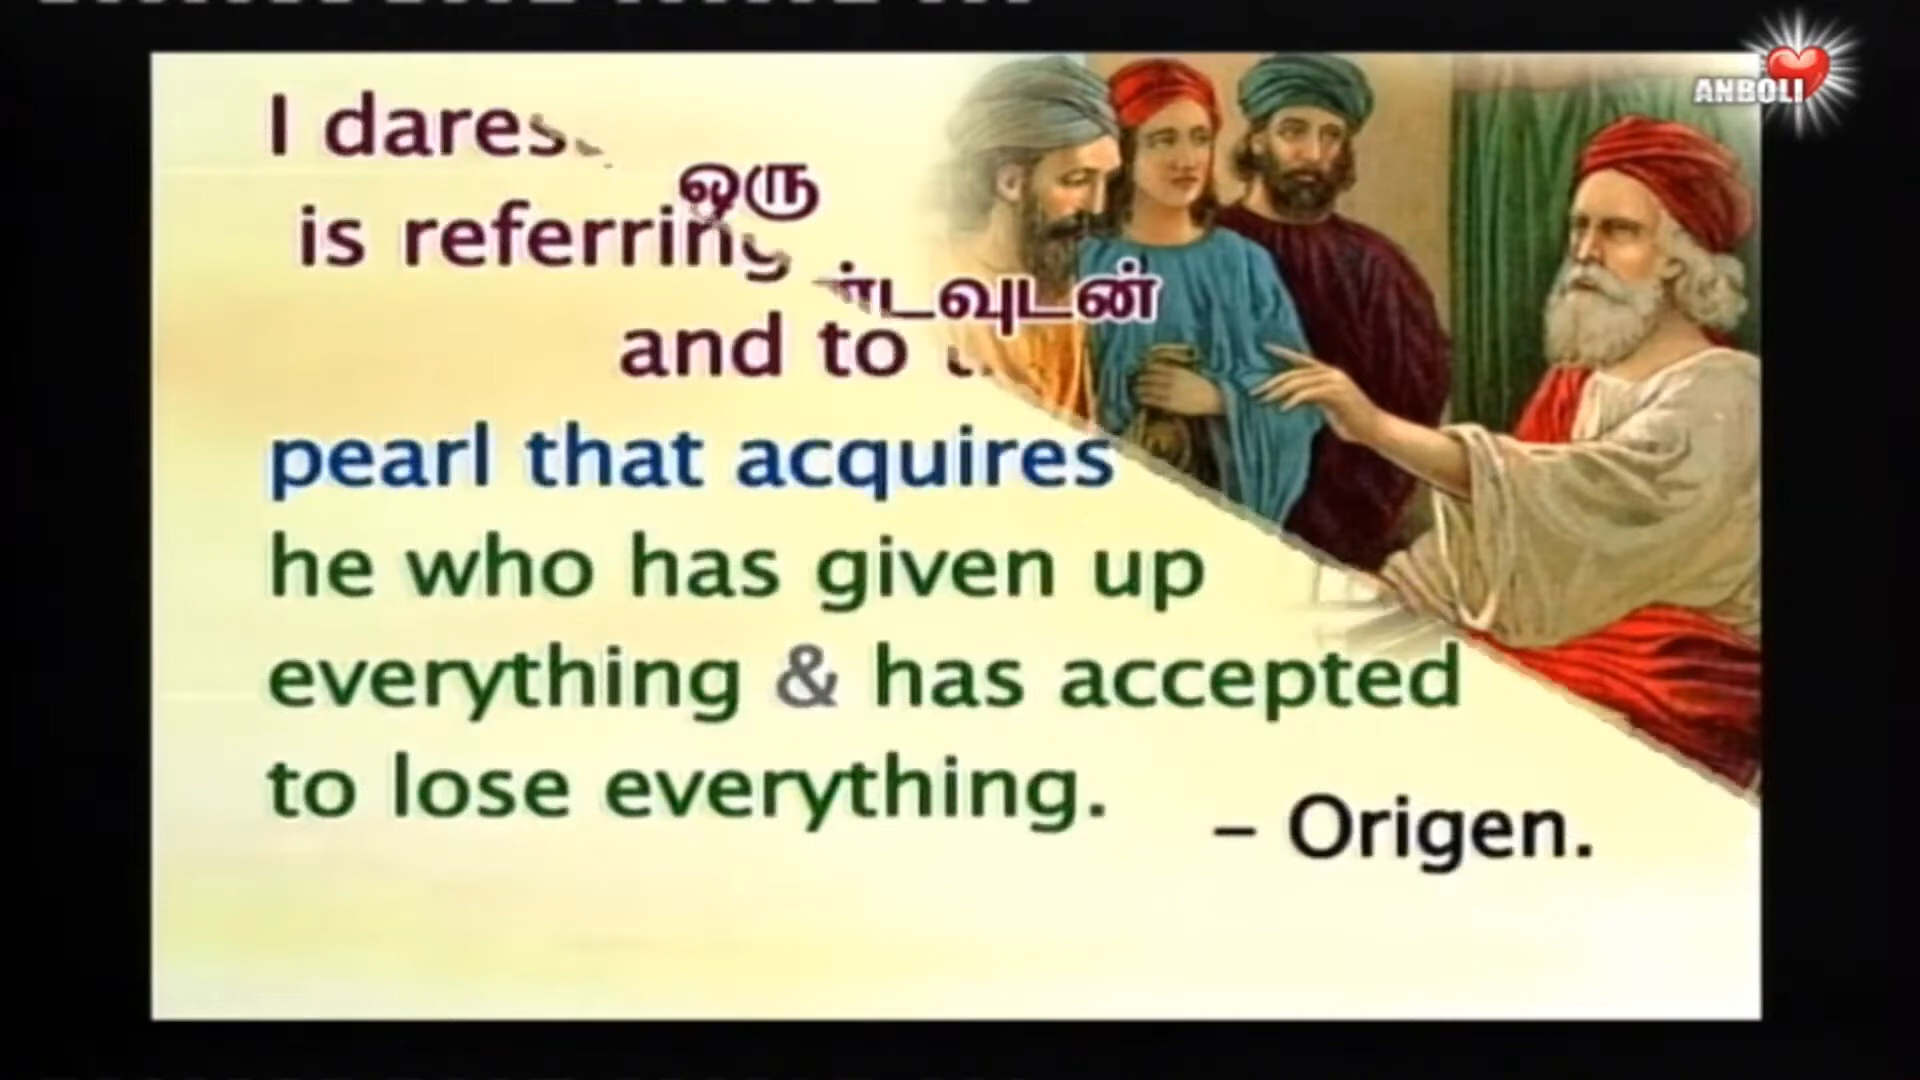 ANBOLI
I dares
ஒரு
is referring
டவுடன்
and to
pearl that acquires
he who has given up
everything & has accepted
to lose everything.
– Origen.